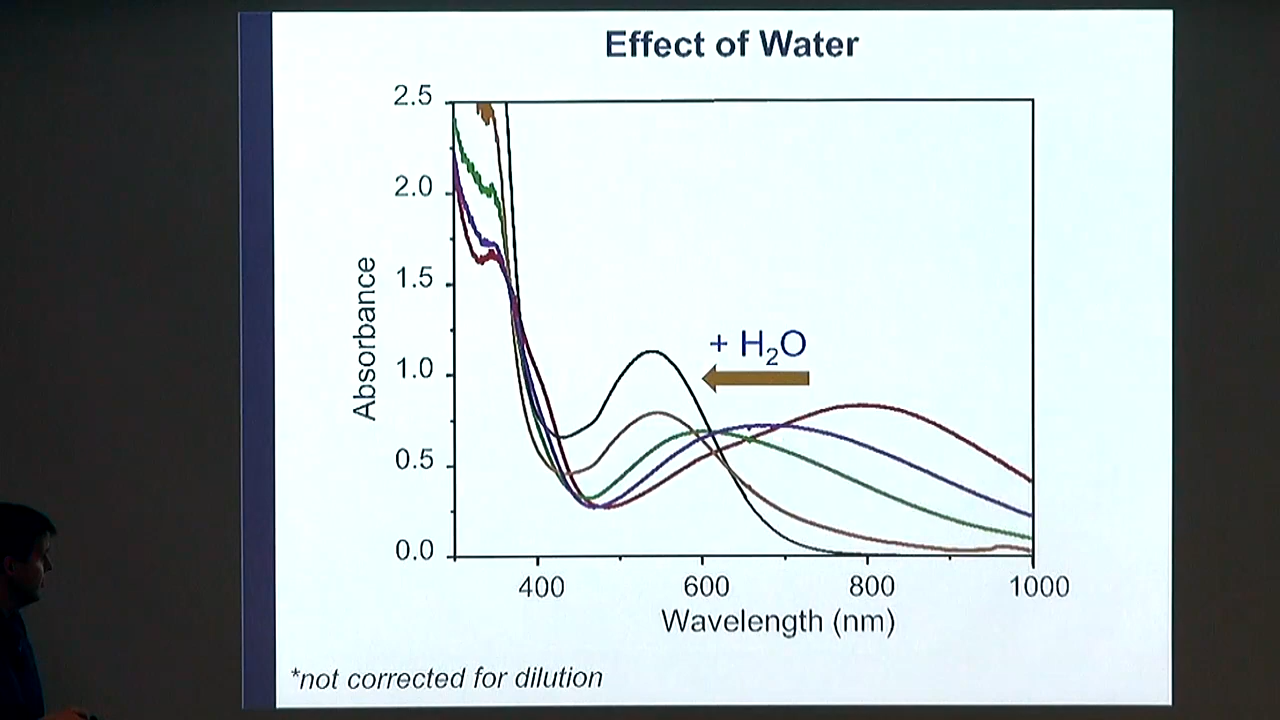 Effect of Water
2.5
2.0
1.5
1.0
0.5
0.0
Absorbance
+ H₂O
400
600
800
1000
Wavelength (nm)
*not corrected for dilution